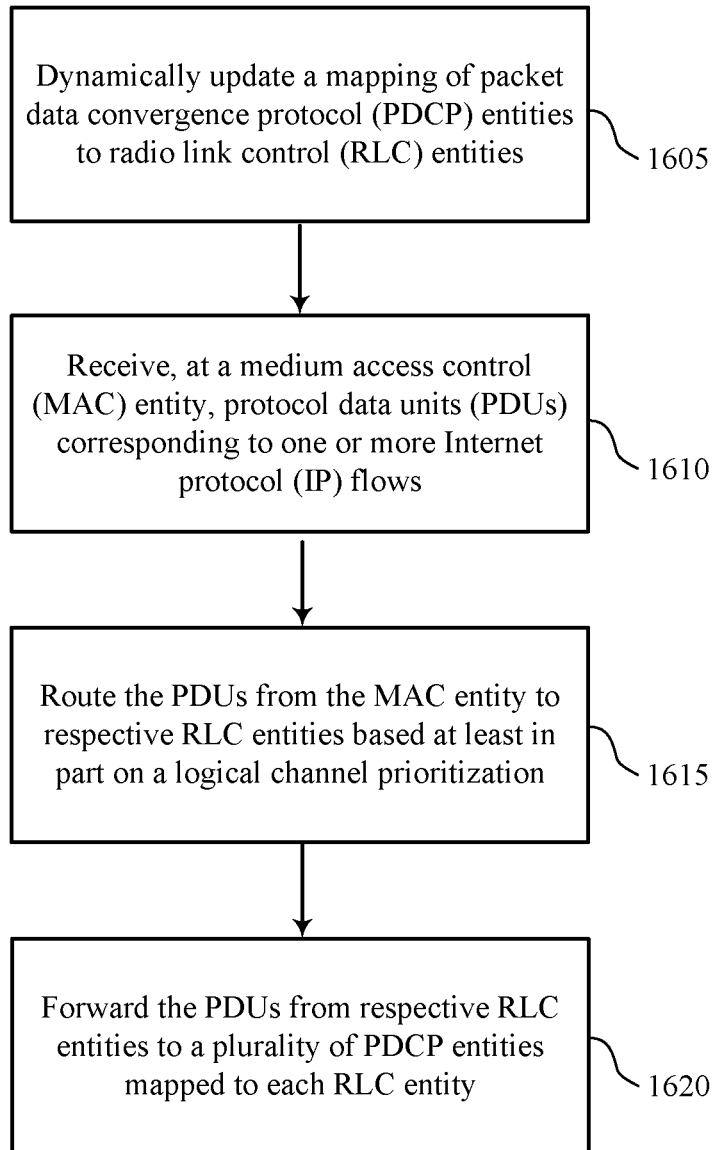 Dynamically update a mapping of packet
data convergence protocol (PDCP) entities
to radio link control (RLC) entities
1605
Receive, at a medium access control
(MAC) entity, protocol data units (PDUs)
corresponding to one or more Internet
protocol (IP) flows
1610
Route the PDUs from the MAC entity to
respective RLC entities based at least in
part on a logical channel prioritization
1615
Forward the PDUs from respective RLC
entities to a plurality of PDCP entities
mapped to each RLC entity
1620